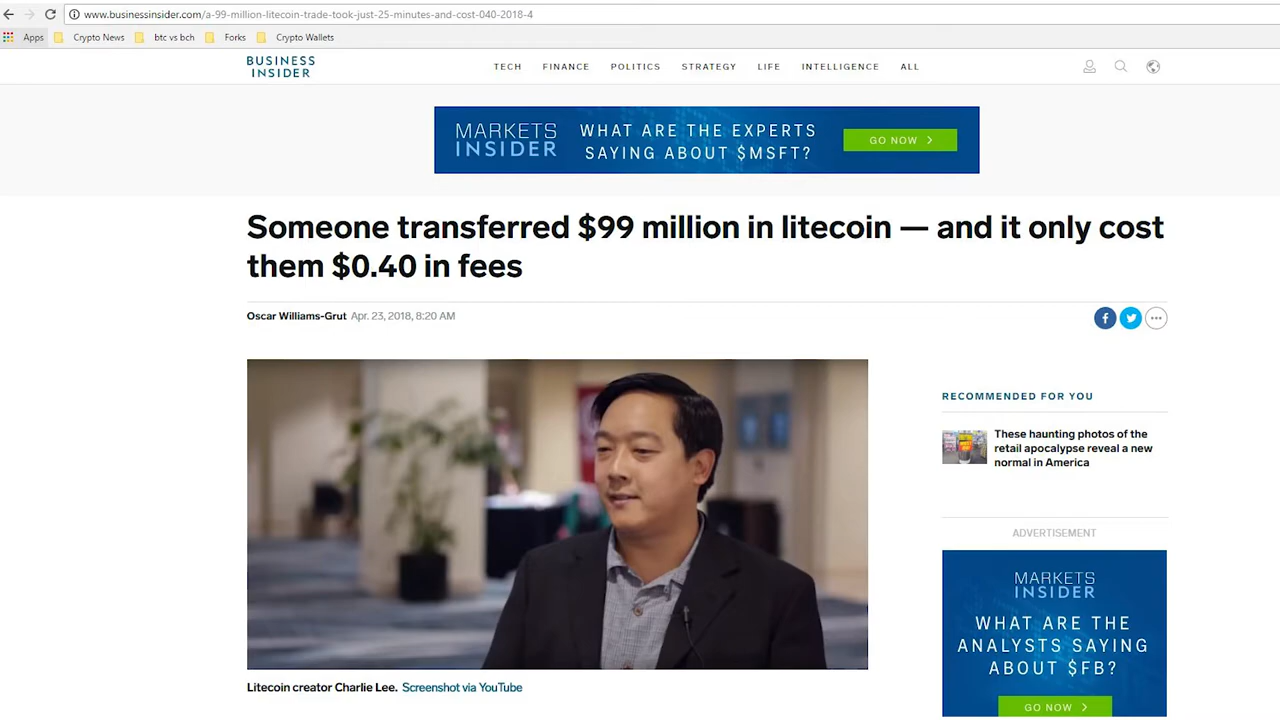 www.businessinsider.com/a-99-million-litecoin-trade-took-just-25-minutes-and-cost-040-2018-4
Apps Crypto News btc vs bch Forks Crypto Wallets
BUSINESS
INSIDER
TECH FINANCE POLITICS STRATEGY LIFE INTELLIGENCE ALL
MARKETS
INSIDER
WHAT ARE THE EXPERTS
SAYING ABOUT $MSFT?
GO NOW >
Someone transferred $99 million in litecoin — and it only cost
them $0.40 in fees
Oscar Williams-Grut Apr. 23, 2018, 8:20 AM
Litecoin creator Charlie Lee. Screenshot via YouTube
RECOMMENDED FOR YOU
These haunting photos of the
retail apocalypse reveal a new
normal in America
ADVERTISEMENT
MARKETS
INSIDER
WHAT ARE THE
ANALYSTS SAYING
ABOUT $FB?
GO NOW >